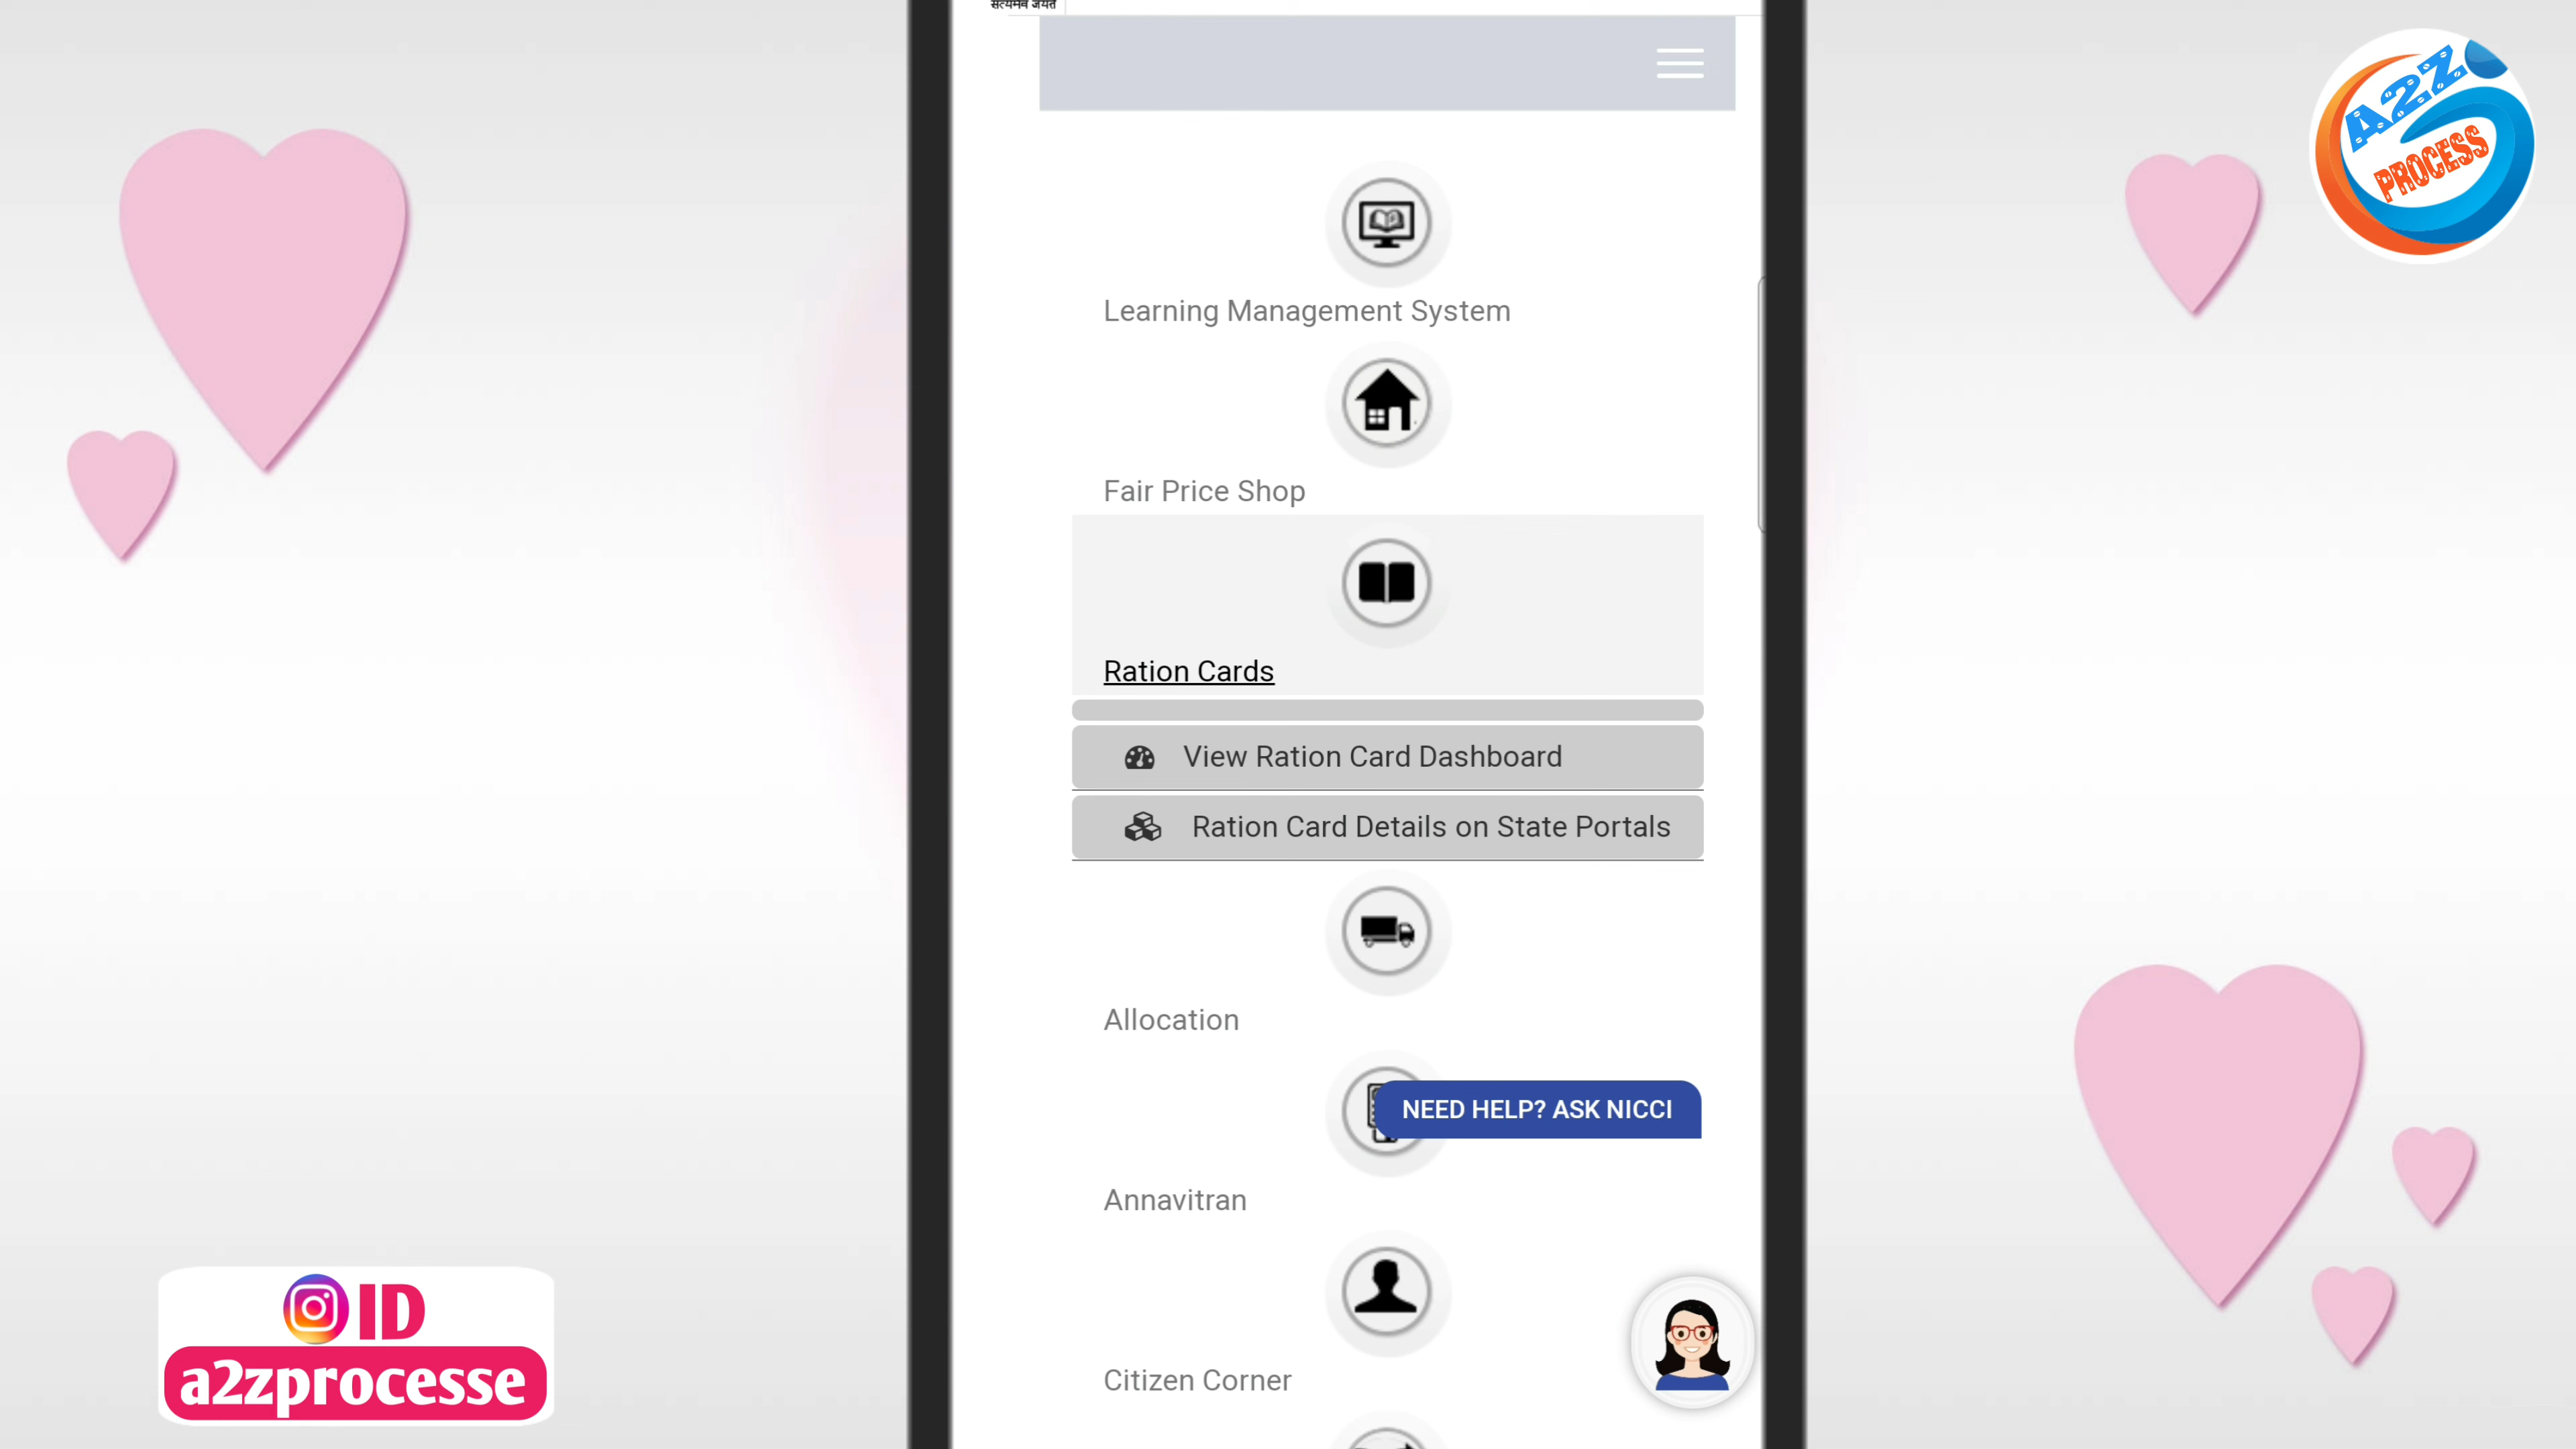 सत्यमेव जयते
A2Z
PROCESS
Learning Management System
Fair Price Shop
Ration Cards
View Ration Card Dashboard
Ration Card Details on State Portals
Allocation
NEED HELP? ASK NICCI
Annavitran
Citizen Corner
ID
a2zprocesse